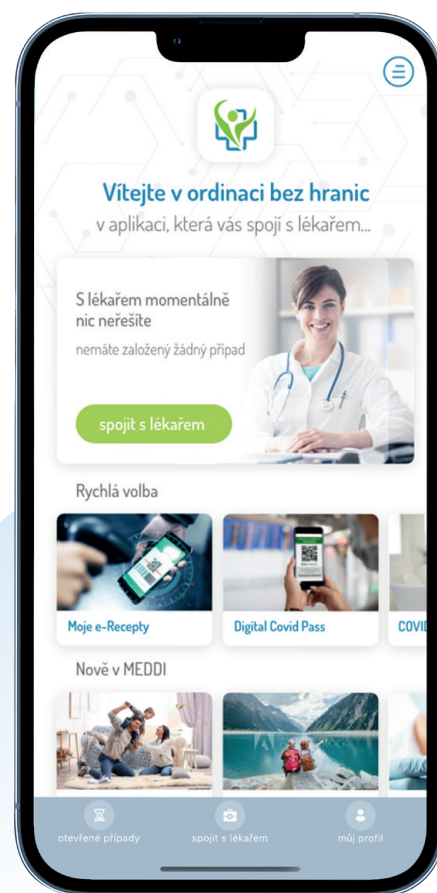 Vítejte v ordinaci bez hranic
v aplikaci, která vás spojí s lékařem...
S lékařem momentálně
nic neřešíte
nemáte založený žádný případ
spojit s lékařem
Rychlá volba
Moje e-Recepty
Digital Covid Pass
COVID
Nově v MEDDI
otevřené případy
spojit s lékařem
můj profil